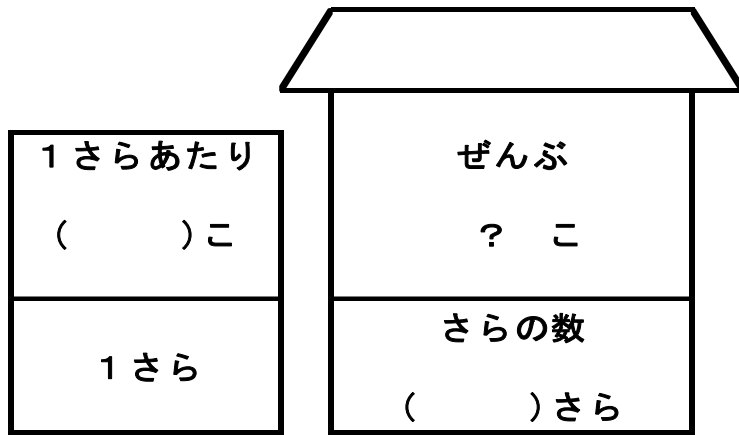 １さらあたり
（　　　）こ
１さら
ぜんぶ
？　こ
さらの数
（　　　）さら